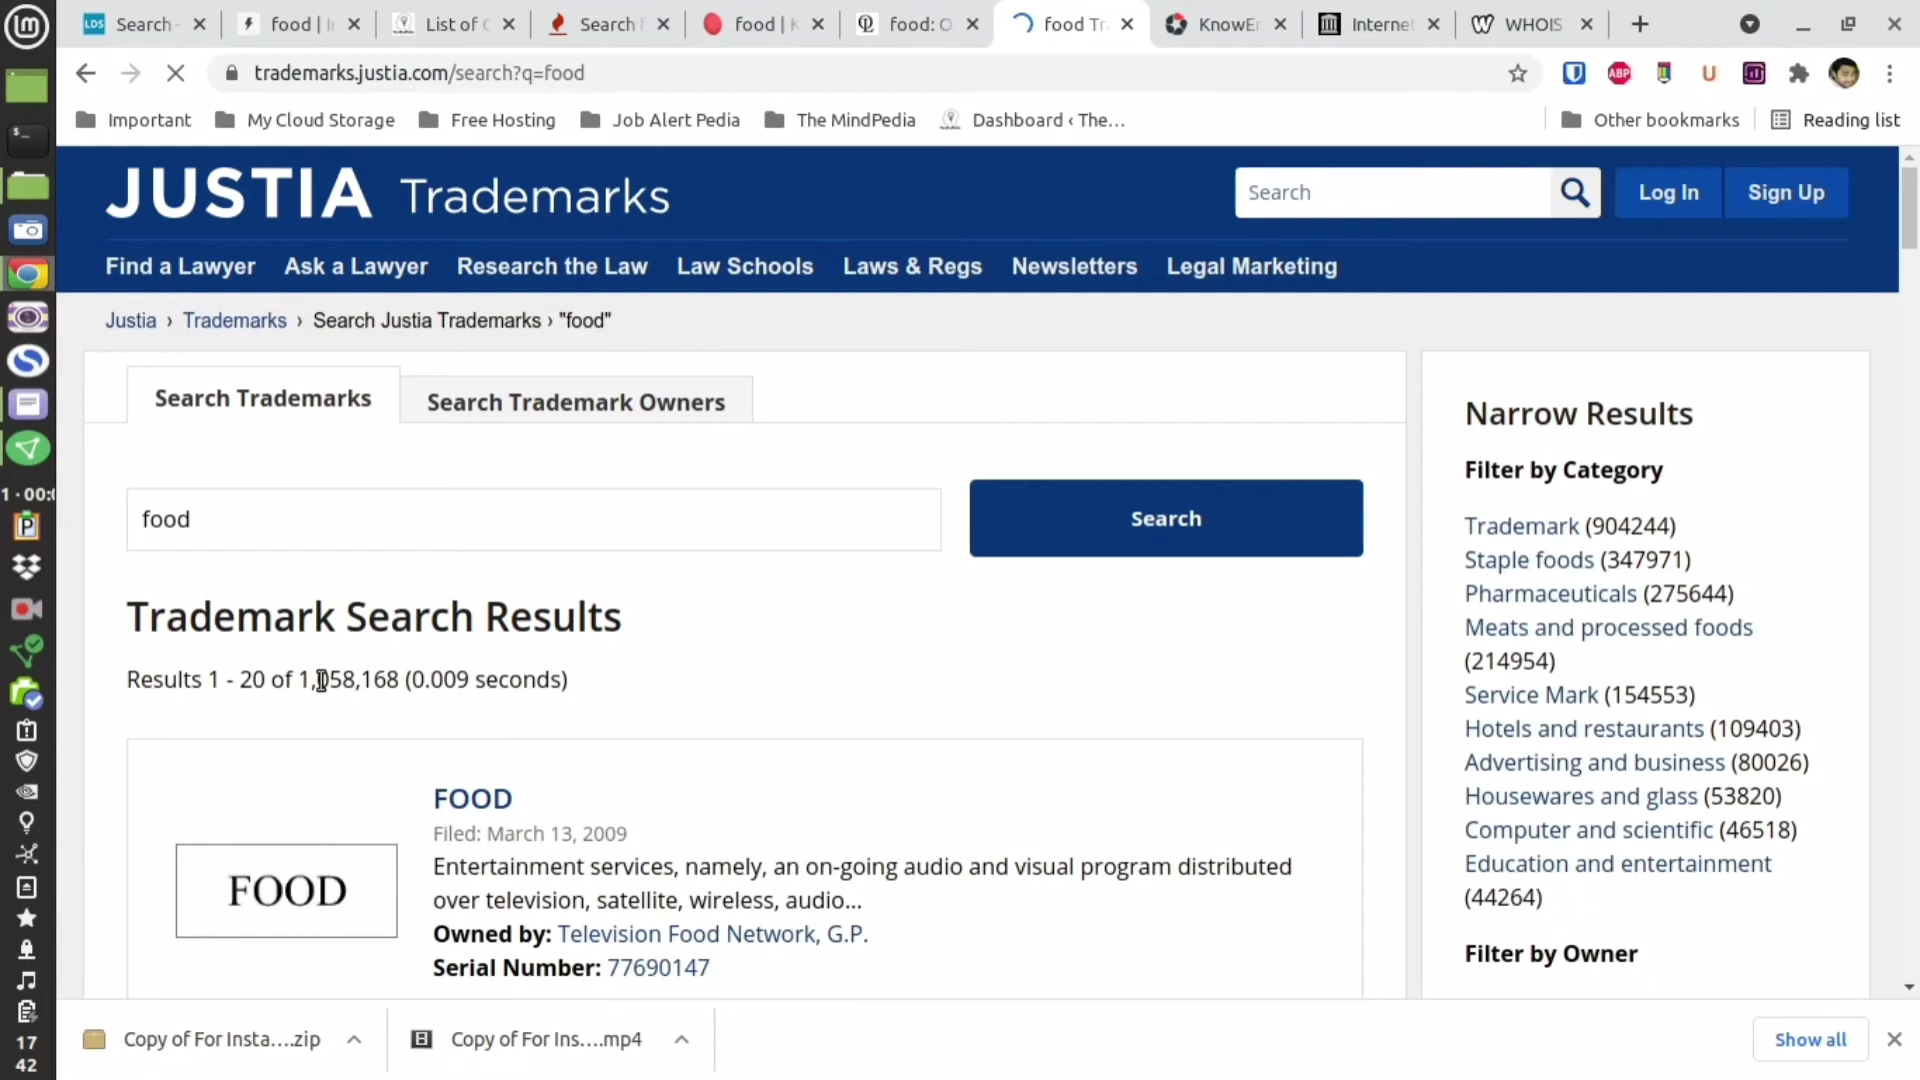 LDS Search - × food | In × List of C × Search f × food | K × food: O × food Tr × KnowEr × Internet × WHOIS × +
trademarks.justia.com/search?q=food
Important My Cloud Storage Free Hosting Job Alert Pedia The MindPedia Dashboard ‹ The... Other bookmarks Reading list
JUSTIA Trademarks
Search
Log In Sign Up
Find a Lawyer Ask a Lawyer Research the Law Law Schools Laws & Regs Newsletters Legal Marketing
Justia › Trademarks › Search Justia Trademarks › "food"
Search Trademarks Search Trademark Owners
food
Search
Trademark Search Results
Results 1 - 20 of 1,058,168 (0.009 seconds)
FOOD
FOOD
Filed: March 13, 2009
Entertainment services, namely, an on-going audio and visual program distributed
over television, satellite, wireless, audio...
Owned by: Television Food Network, G.P.
Serial Number: 77690147
Narrow Results
Filter by Category
Trademark (904244)
Staple foods (347971)
Pharmaceuticals (275644)
Meats and processed foods
(214954)
Service Mark (154553)
Hotels and restaurants (109403)
Advertising and business (80026)
Housewares and glass (53820)
Computer and scientific (46518)
Education and entertainment
(44264)
Filter by Owner
Copy of For Insta....zip Copy of For Ins....mp4 Show all
ABP
U
1 · 00:0
P
17
42